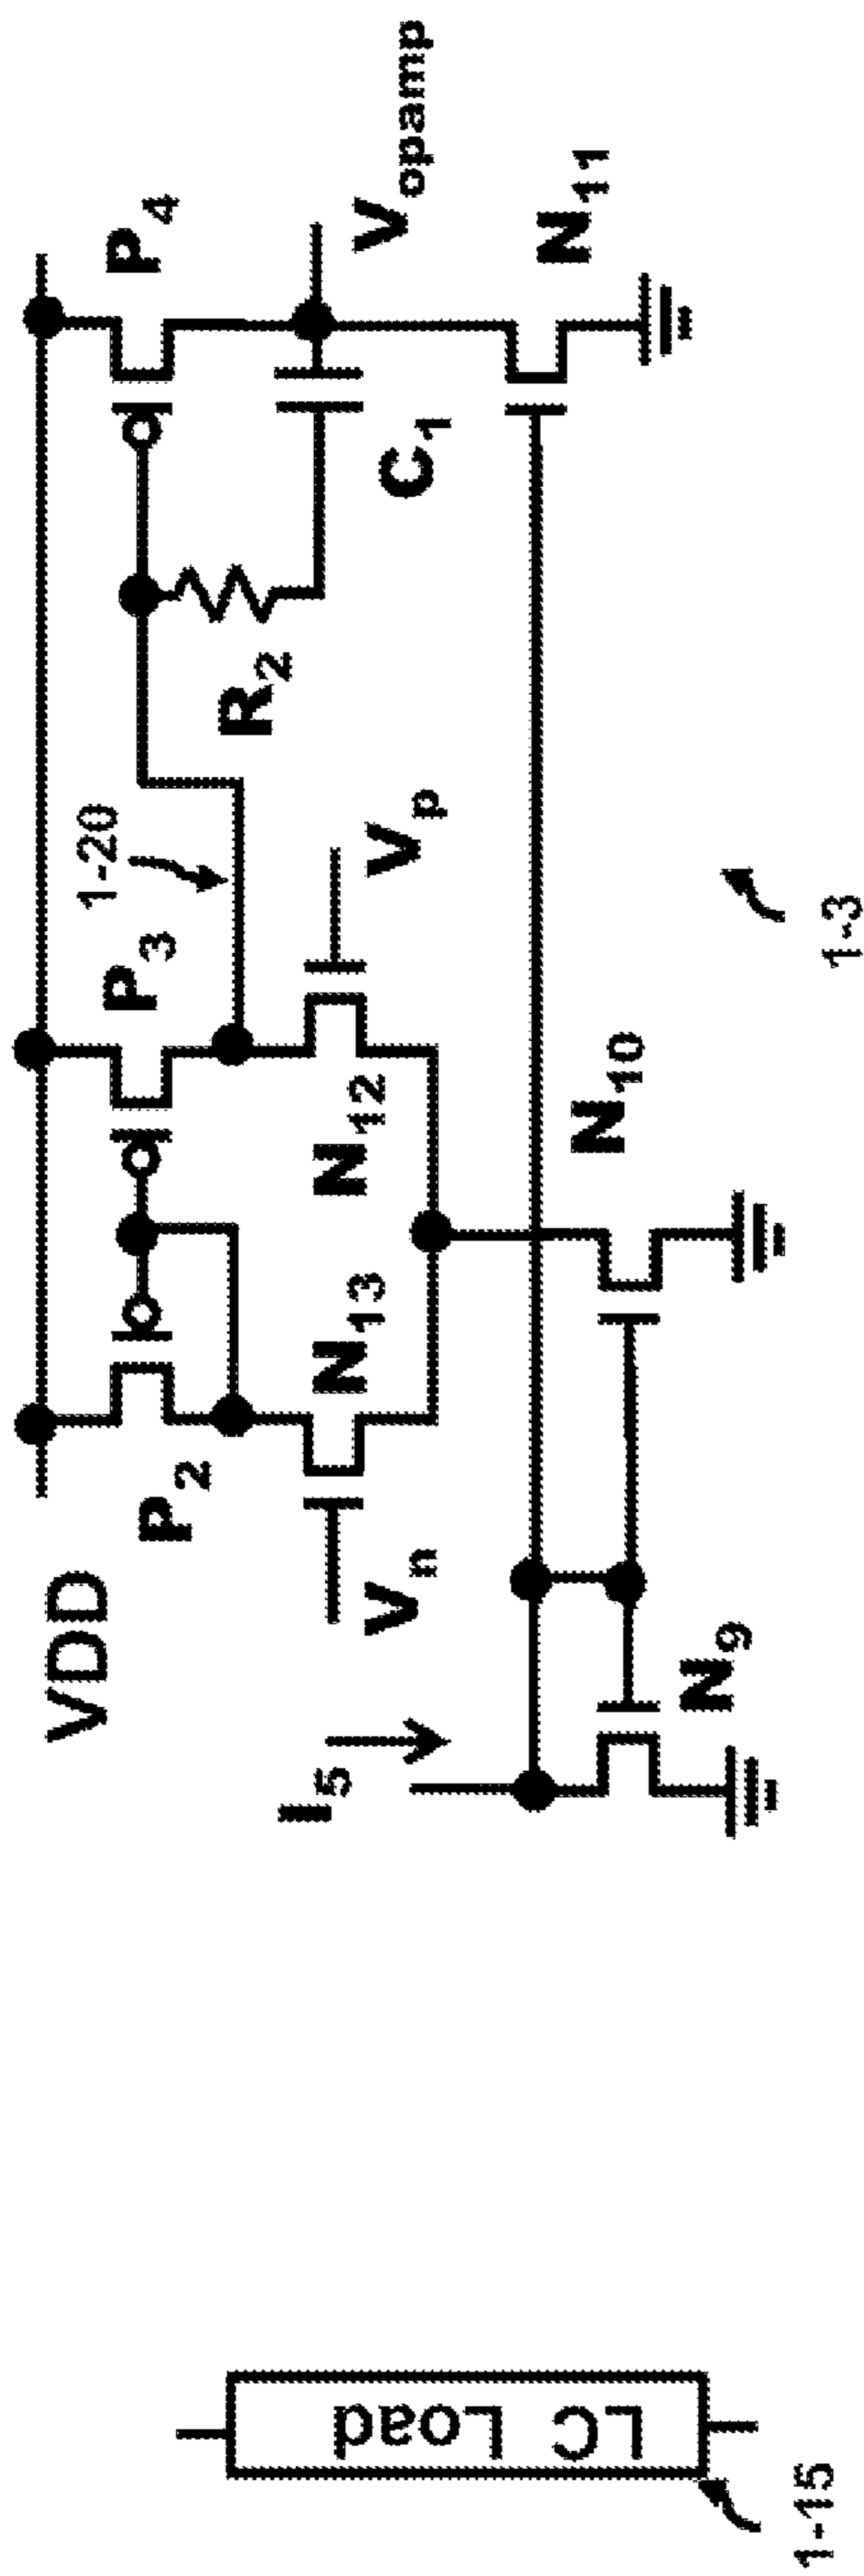 VDD
P2
P3
P4
1-20
R2
C1
Vopamp
Vn
N13
N12
Vp
I5
N9
N10
N11
1-3
LC Load
1-15